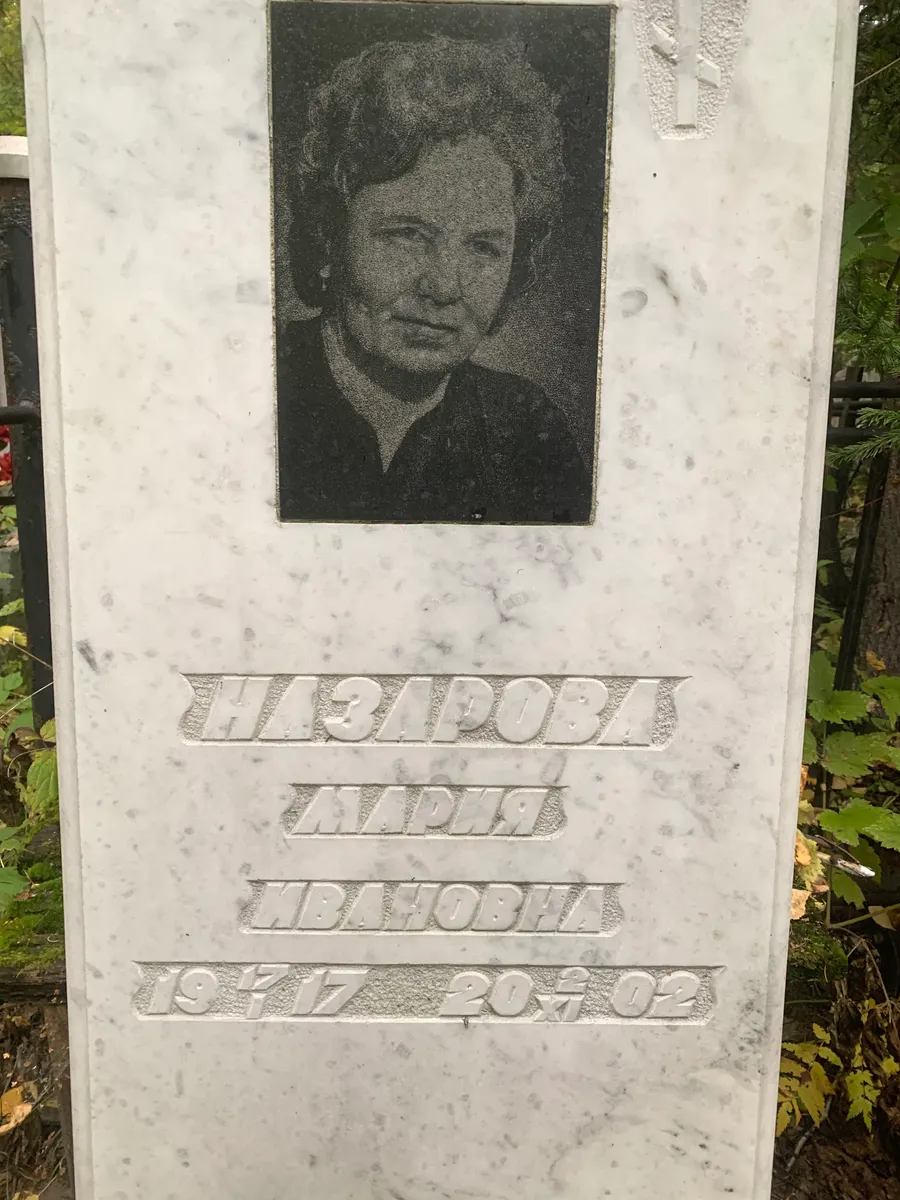 НАЗАРОВА
МАРИЯ
ИВАНОВНА
19 17/I 17 20 2/XI 02